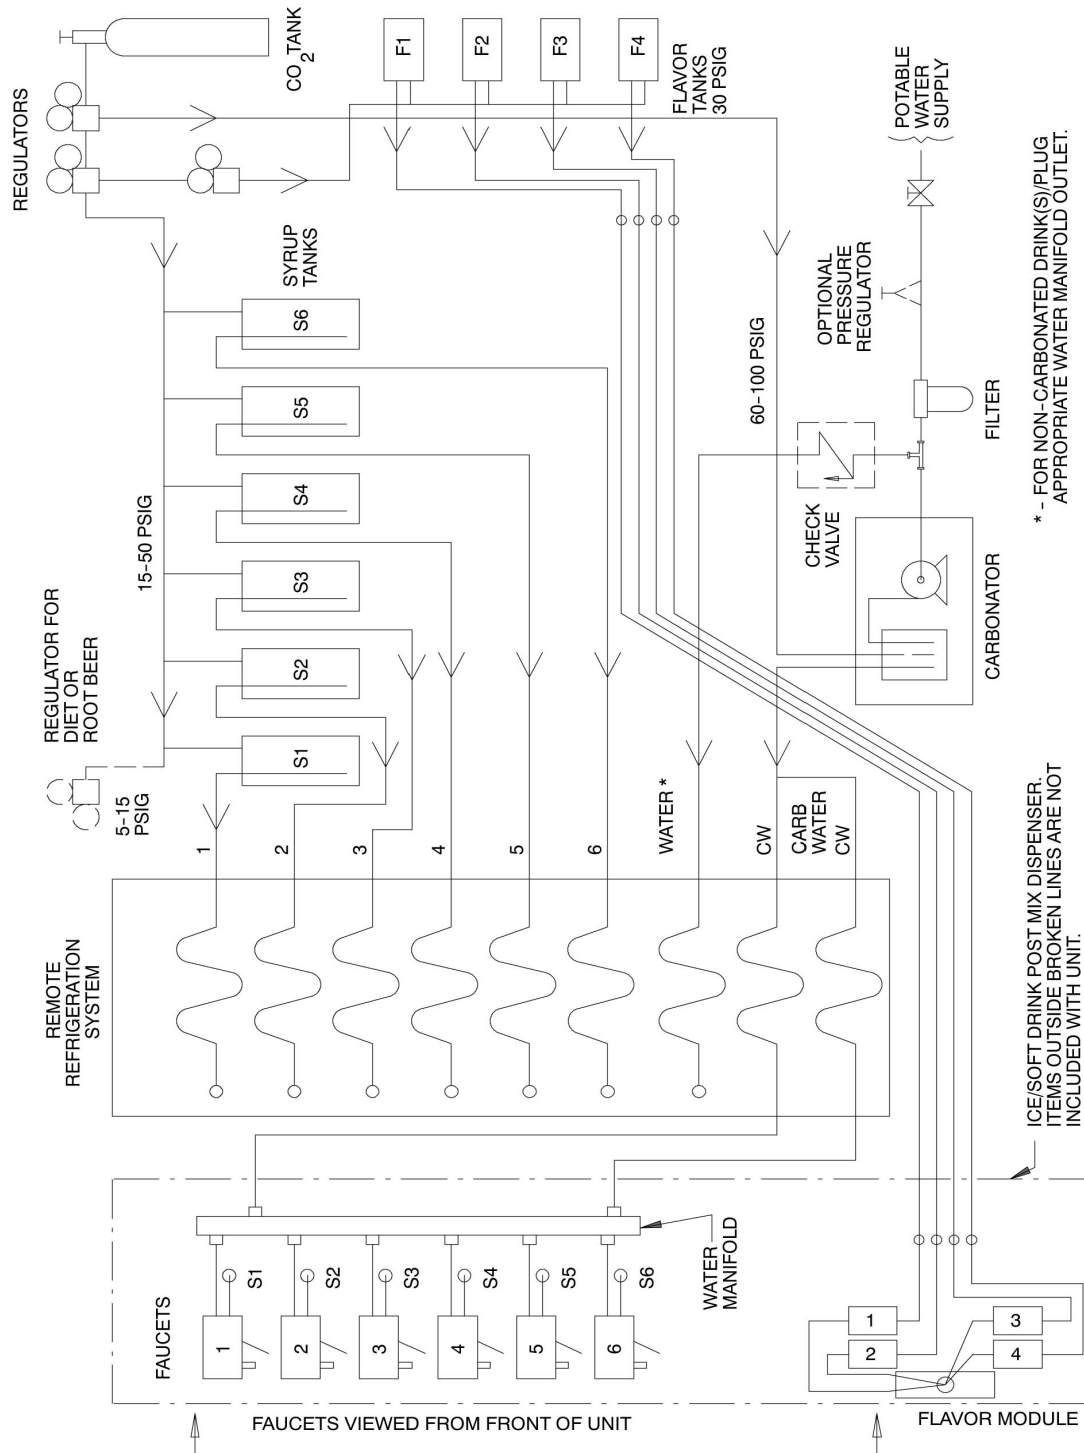 REGULATORS
CO2 TANK
F1
F2
F3
F4
FLAVOR
TANKS
30 PSIG
POTABLE
WATER
SUPPLY
SYRUP
TANKS
S6
S5
S4
S3
S2
S1
15-50 PSIG
REGULATOR FOR
DIET OR
ROOT BEER
5-15
PSIG
OPTIONAL
PRESSURE
REGULATOR
60-100 PSIG
FILTER
CHECK
VALVE
CARBONATOR
* - FOR NON-CARBONATED DRINK(S)/PLUG
APPROPRIATE WATER MANIFOLD OUTLET.
1
2
3
4
5
6
WATER *
CW
CARB
WATER
CW
REMOTE
REFRIGERATION
SYSTEM
ICE/SOFT DRINK POST MIX DISPENSER.
ITEMS OUTSIDE BROKEN LINES ARE NOT
INCLUDED WITH UNIT.
WATER
MANIFOLD
FAUCETS
S1
S2
S3
S4
S5
S6
1
2
3
4
5
6
1
2
3
4
FAUCETS VIEWED FROM FRONT OF UNIT
FLAVOR MODULE